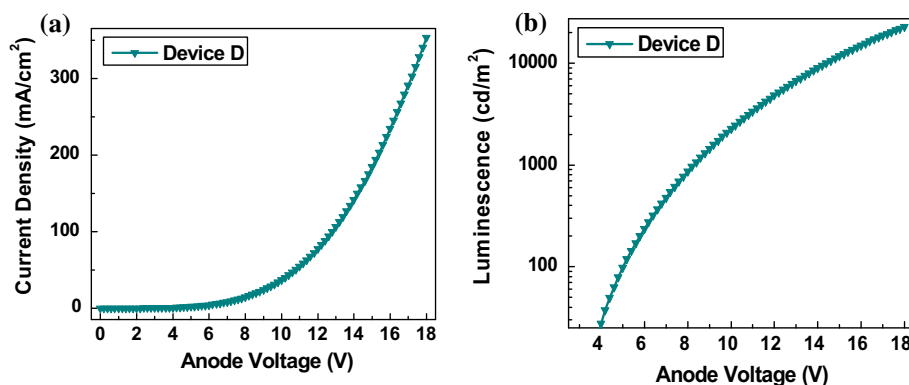 (a)
Device D
Current Density (mA/cm²)
300
200
100
0
0 2 4 6 8 10 12 14 16 18
Anode Voltage (V)
(b)
Device D
Luminescence (cd/m²)
10000
1000
100
4 6 8 10 12 14 16 18
Anode Voltage (V)